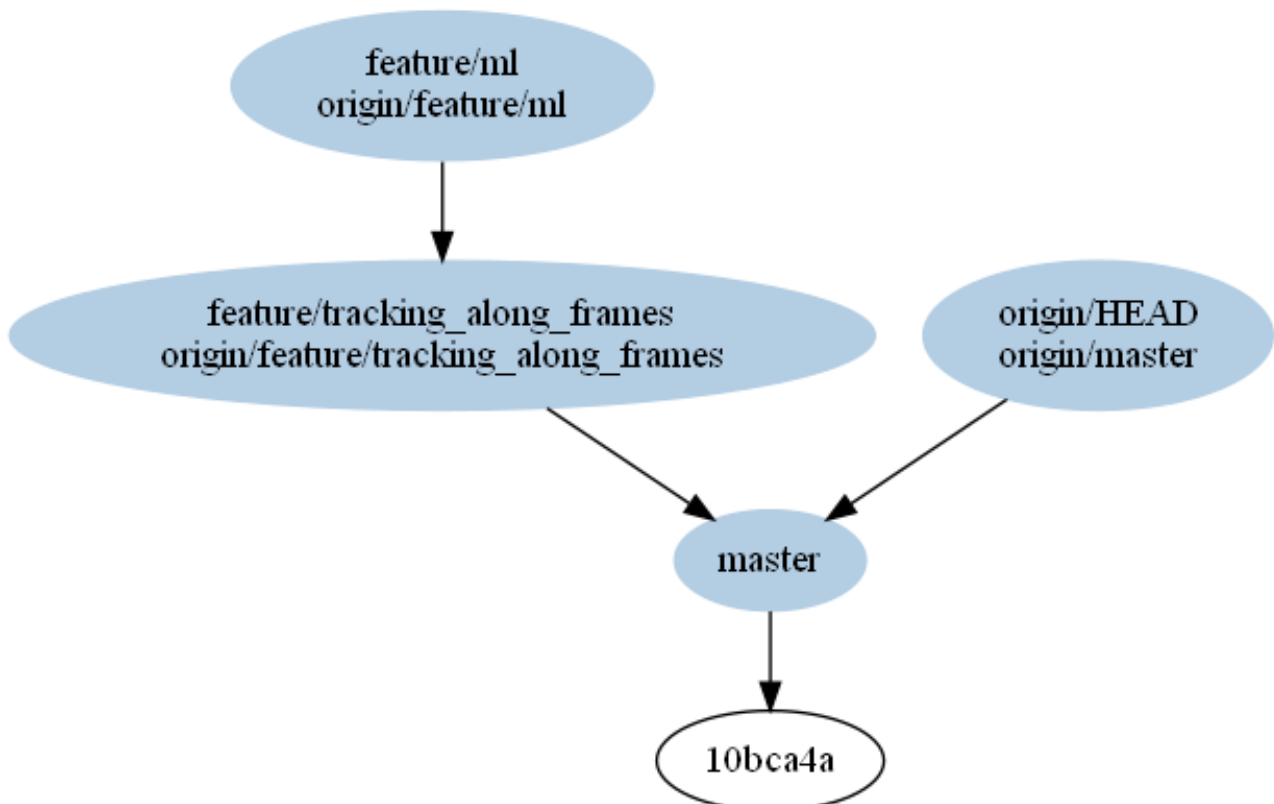 feature/ml
origin/feature/ml
feature/tracking_along_frames
origin/feature/tracking_along_frames
origin/HEAD
origin/master
master
10bca4a